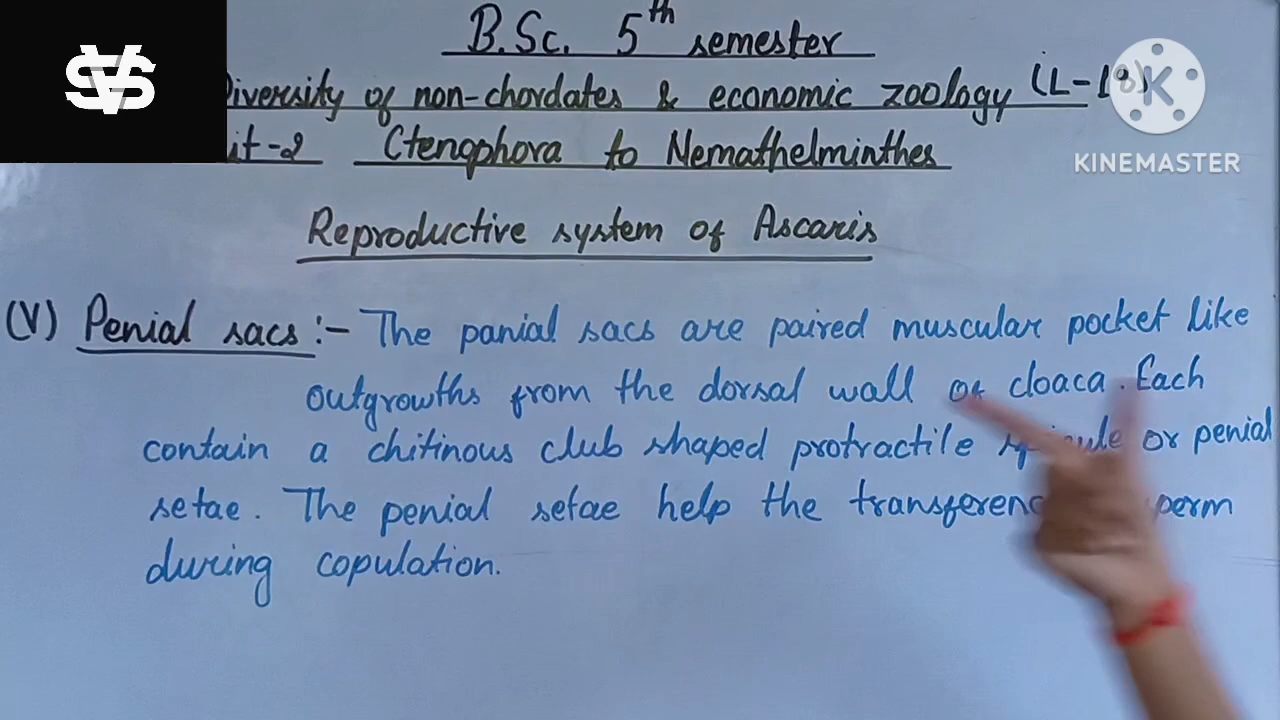 B.Sc. 5th semester
Diversity of non-chordates & economic zoology (L-18)
it-2 Ctenophora to Nemathelminthes
KINEMASTER
Reproductive system of Ascaris
(V) Penial sacs :- The panial sacs are paired muscular pocket like
outgrowths from the dorsal wall of cloaca. Each
contain a chitinous club shaped protractile or penial
setae. The penial setae help the perm
during copulation.